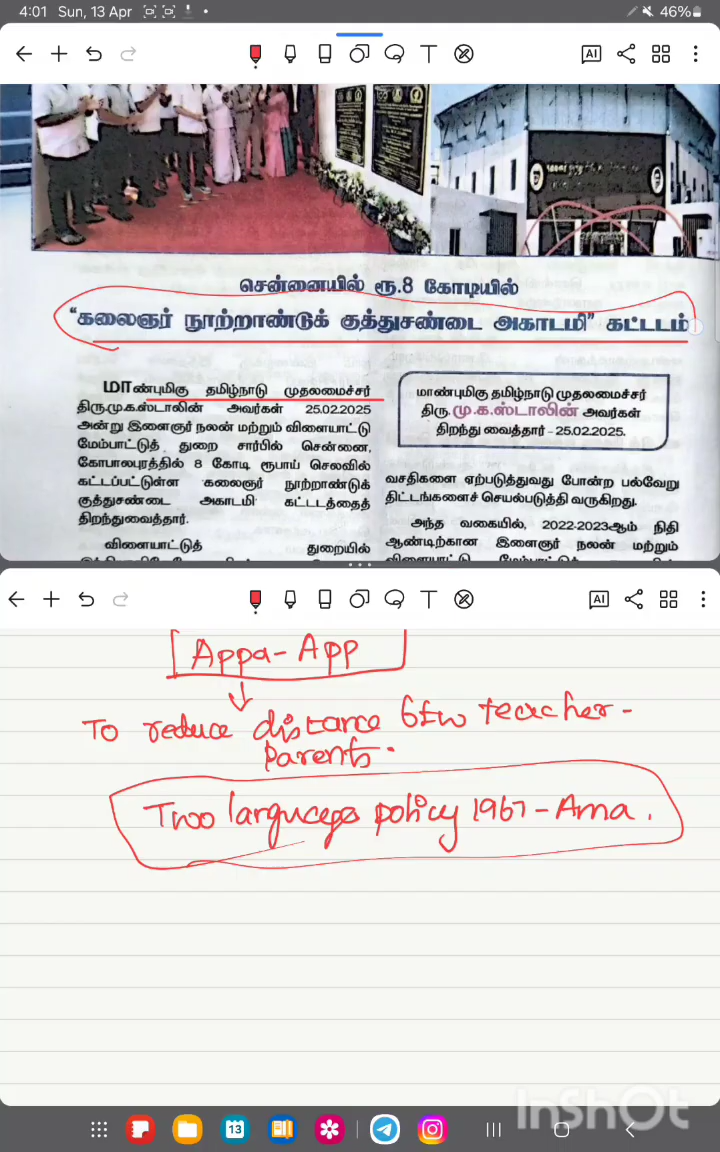 4:01 Sun, 13 Apr
46%
AI
சென்னையில் ரூ.8 கோடியில்
"கலைஞர் நூற்றாண்டுக் குத்துசண்டை அகாடமி" கட்டடம்
மாண்புமிகு தமிழ்நாடு முதலமைச்சர்
திரு.மு.க.ஸ்டாலின் அவர்கள் 25.02.2025
அன்று இளைஞர் நலன் மற்றும் விளையாட்டு
மேம்பாட்டுத் துறை சார்பில் சென்னை,
கோபாலபுரத்தில் 8 கோடி ரூபாய் செலவில்
கட்டப்பட்டுள்ள 'கலைஞர் நூற்றாண்டுக்
குத்துசண்டை அகாடமி' கட்டடத்தைத்
திறந்துவைத்தார்.
விளையாட்டுத் துறையில்
மாண்புமிகு தமிழ்நாடு முதலமைச்சர்
திரு.மு.க.ஸ்டாலின் அவர்கள்
திறந்து வைத்தார் - 25.02.2025.
வசதிகளை ஏற்படுத்துவது போன்ற பல்வேறு
திட்டங்களைச் செயல்படுத்தி வருகிறது.
அந்த வகையில், 2022-2023ஆம் நிதி
ஆண்டிற்கான இளைஞர் நலன் மற்றும்
விளையாட்டு மேம்பாட்டுத்
AI
Appa-App
To reduce distance btw teacher-
parents.
Two languages policy 1967-Anna.
13
InShOt